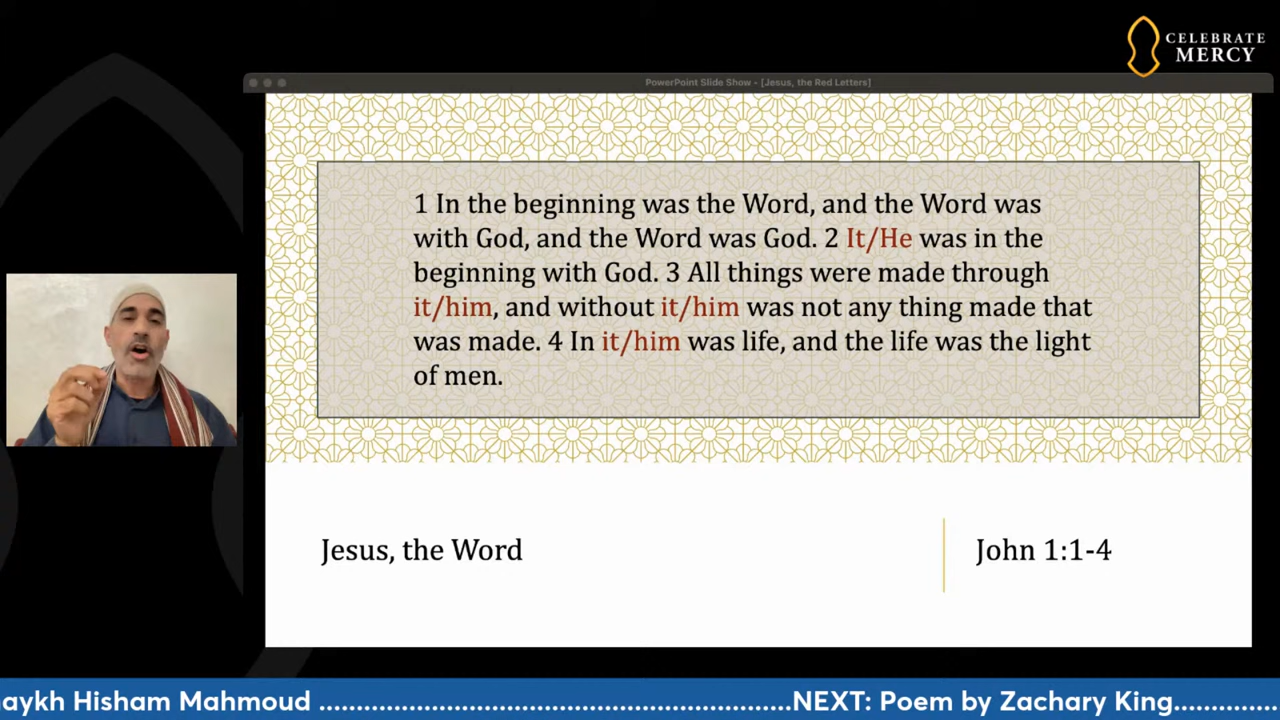 CELEBRATE
MERCY
PowerPoint Slide Show - [Jesus, the Red Letters]
1 In the beginning was the Word, and the Word was
with God, and the Word was God. 2 It/He was in the
beginning with God. 3 All things were made through
it/him, and without it/him was not any thing made that
was made. 4 In it/him was life, and the life was the light
of men.
Jesus, the Word
John 1:1-4
aykh Hisham Mahmoud ......................................................................NEXT: Poem by Zachary King..................